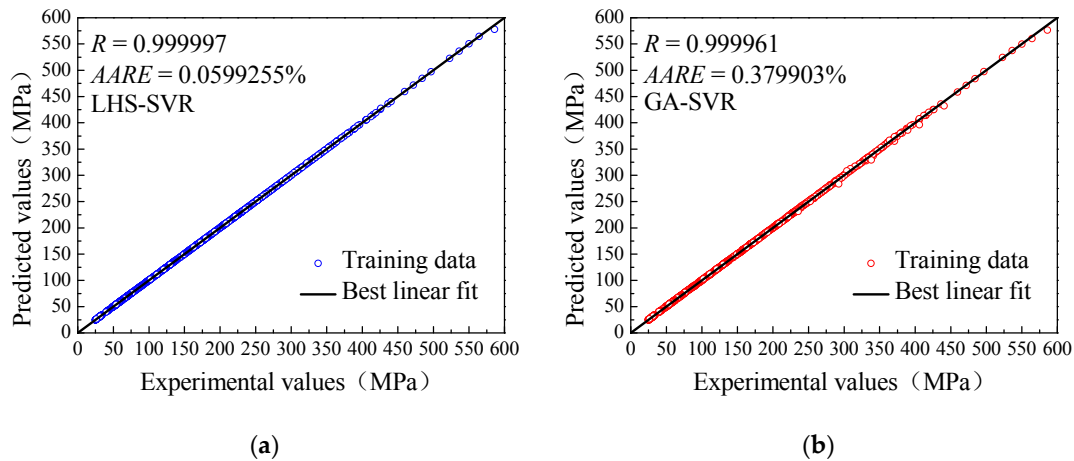 R = 0.999997
AARE = 0.0599255%
LHS-SVR
Training data
Best linear fit
Predicted values（MPa）
600
550
500
450
400
350
300
250
200
150
100
50
0
0 50 100 150 200 250 300 350 400 450 500 550 600
Experimental values（MPa）
(a)
R = 0.999961
AARE = 0.379903%
GA-SVR
Training data
Best linear fit
Predicted values（MPa）
600
550
500
450
400
350
300
250
200
150
100
50
0
0 50 100 150 200 250 300 350 400 450 500 550 600
Experimental values（MPa）
(b)